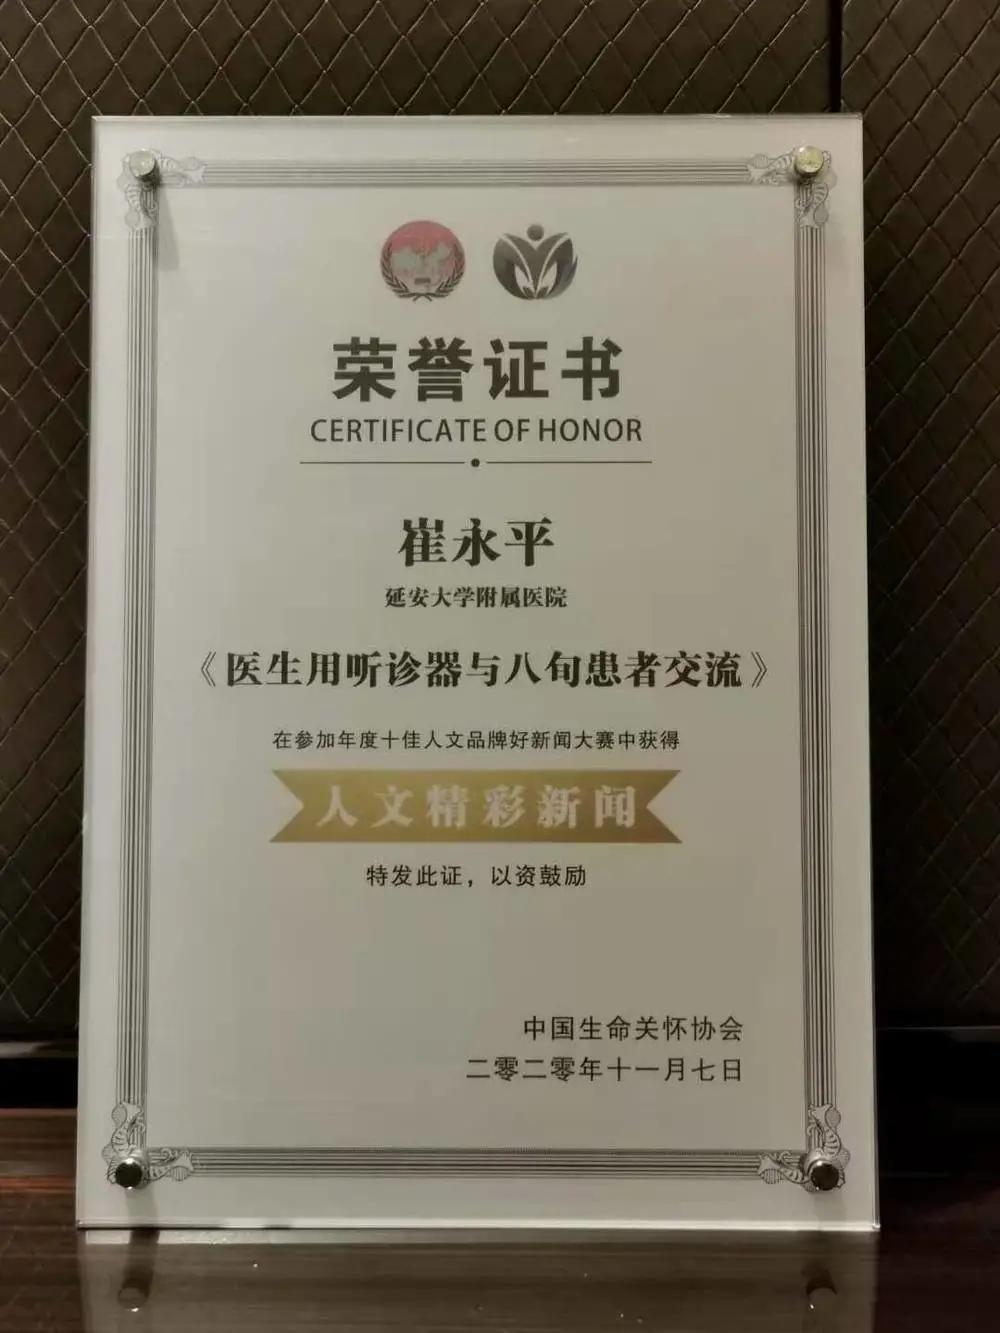 荣誉证书
CERTIFICATE OF HONOR
崔永平
延安大学附属医院
《医生用听诊器与八旬患者交流》
在参加年度十佳人文品牌好新闻大赛中获得
人文精彩新闻
特发此证，以资鼓励
中国生命关怀协会
二零二零年十一月七日